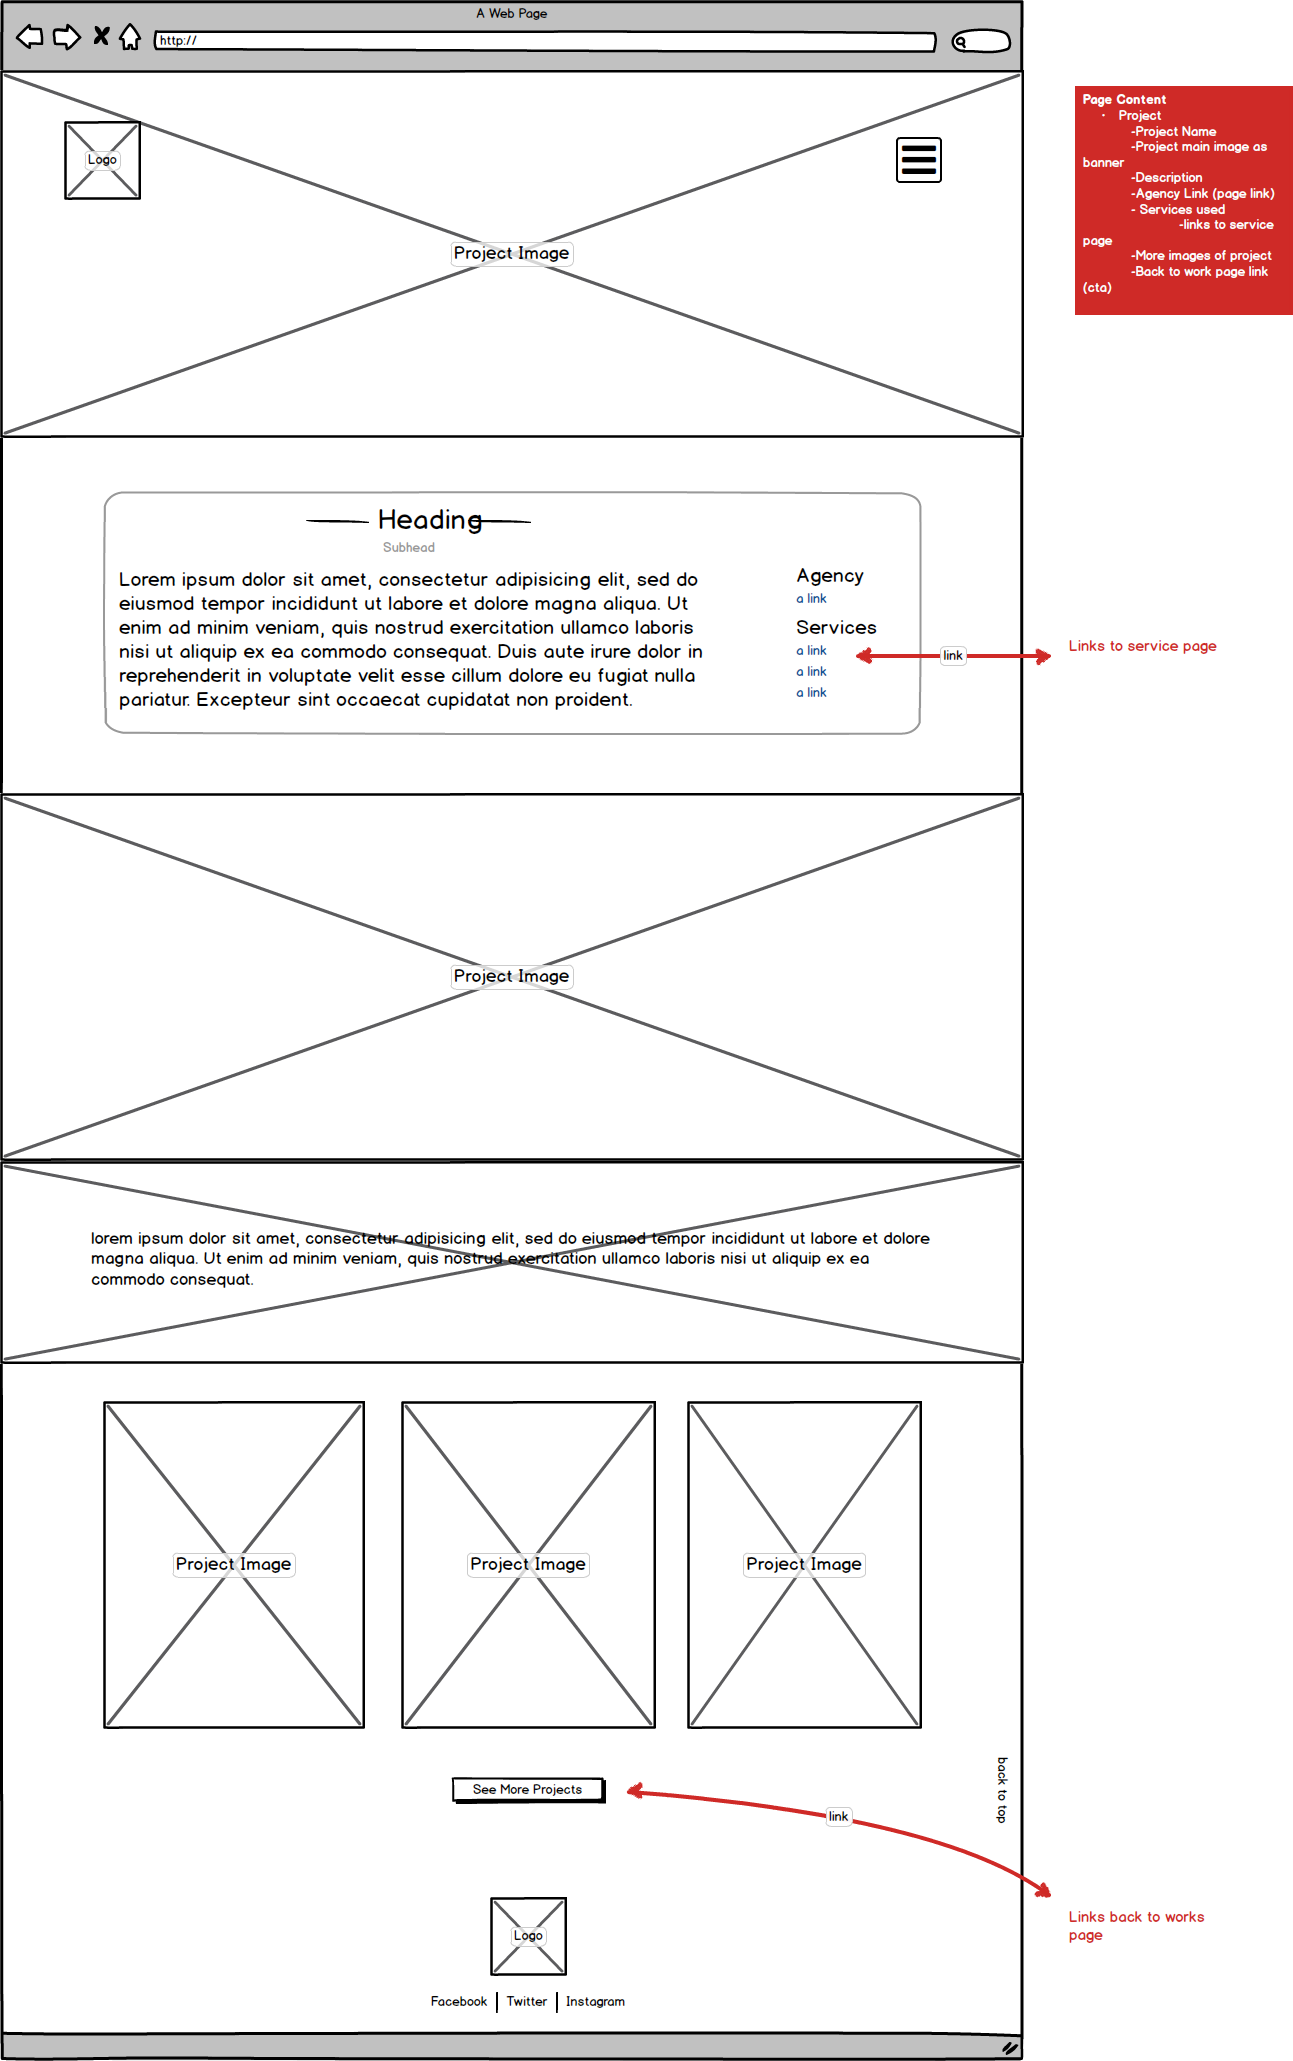 A Web Page
http://
Logo
Project Image
Page Content
· Project
-Project Name
-Project main image as
banner
-Description
-Agency Link (page link)
- Services used
-links to service
page
-More images of project
-Back to work page link
(cta)
Heading
Subhead
Lorem ipsum dolor sit amet, consectetur adipisicing elit, sed do
eiusmod tempor incididunt ut labore et dolore magna aliqua. Ut
enim ad minim veniam, quis nostrud exercitation ullamco laboris
nisi ut aliquip ex ea commodo consequat. Duis aute irure dolor in
reprehenderit in voluptate velit esse cillum dolore eu fugiat nulla
pariatur. Excepteur sint occaecat cupidatat non proident.
Agency
a link
Services
a link
a link
a link
link
Links to service page
Project Image
lorem ipsum dolor sit amet, consectetur adipisicing elit, sed do eiusmod tempor incididunt ut labore et dolore
magna aliqua. Ut enim ad minim veniam, quis nostrud exercitation ullamco laboris nisi ut aliquip ex ea
commodo consequat.
Project Image
Project Image
Project Image
back to top
See More Projects
link
Links back to works
page
Logo
Facebook | Twitter | Instagram